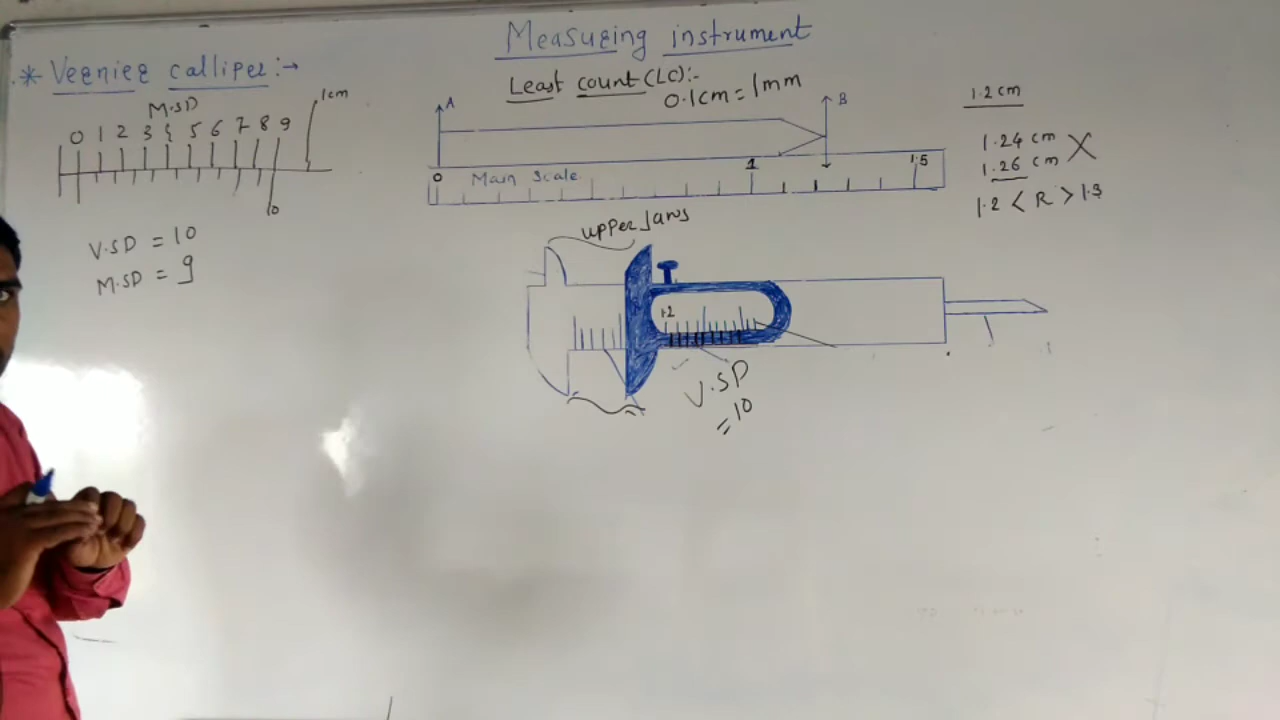 Measuring instrument
* Vernier calliper:→
M.SD
1cm
0 1 2 3 4 5 6 7 8 9
10
V.SD = 10
M.SD = 9
Least count (LC):-
0.1cm = 1mm
A
B
0 Main Scale 1 1.5
upper Jaws
1.2
V.SD
= 10
1.2 cm
1.24 cm
1.26 cm
X
1.2 < R > 1.3